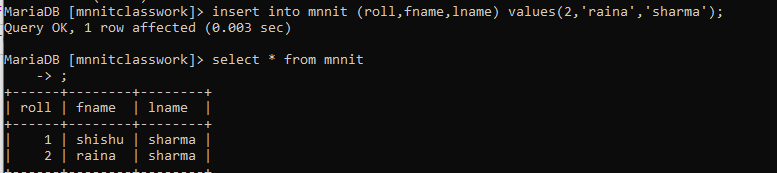 MariaDB [mnnitclasswork]> insert into mnnit (roll,fname,lname) values(2,'raina','sharma');
Query OK, 1 row affected (0.003 sec)
MariaDB [mnnitclasswork]> select * from mnnit
    -> ;
+------+--------+--------+
| roll | fname  | lname  |
+------+--------+--------+
|    1 | shishu | sharma |
|    2 | raina  | sharma |
+------+--------+--------+